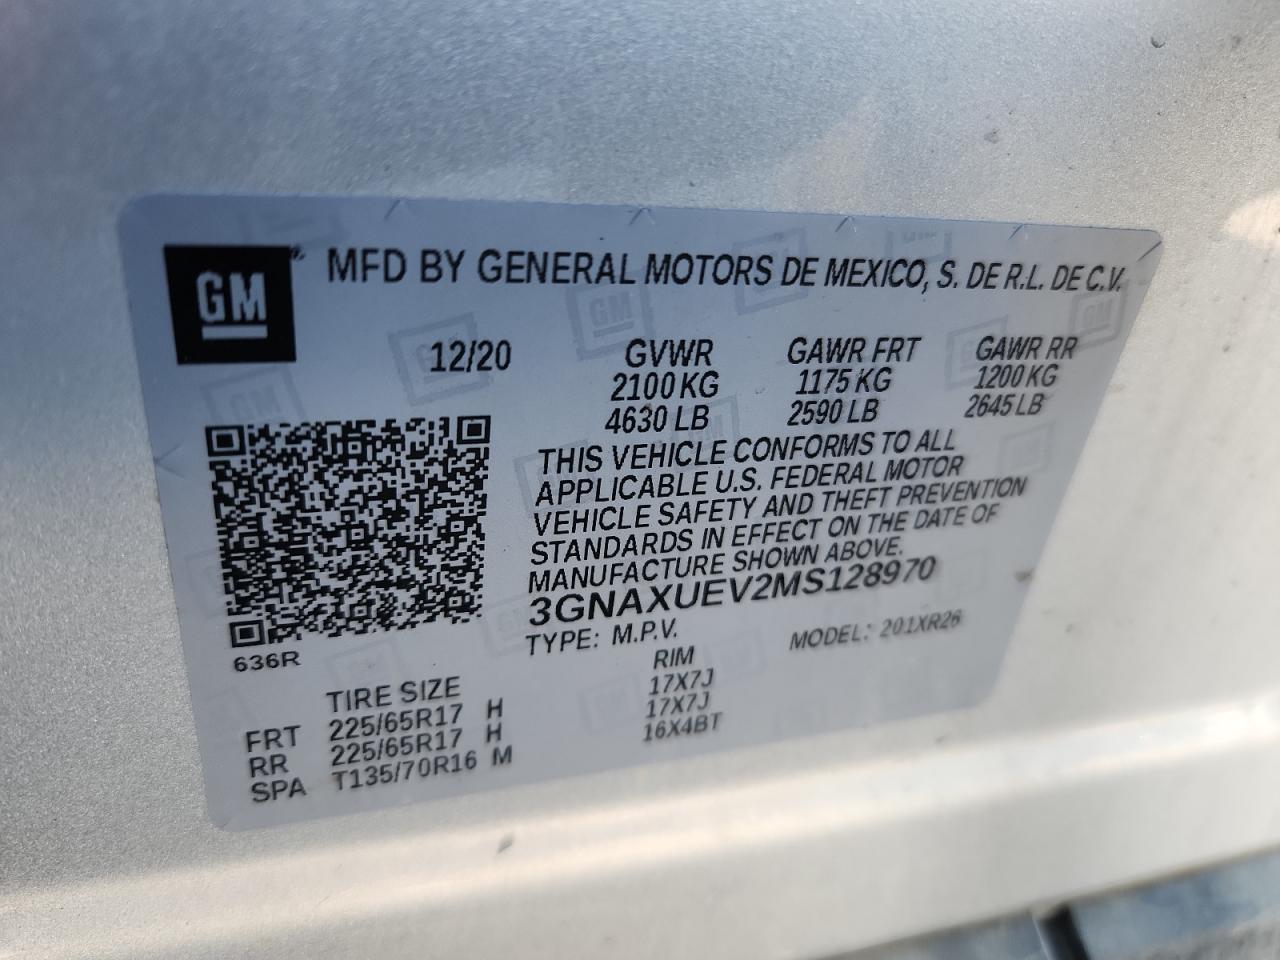 GM
MFD BY GENERAL MOTORS DE MEXICO, S. DE R.L. DE C.V.
12/20 GVWR GAWR FRT GAWR RR
2100 KG 1175 KG 1200 KG
4630 LB 2590 LB 2645 LB
THIS VEHICLE CONFORMS TO ALL
APPLICABLE U.S. FEDERAL MOTOR
VEHICLE SAFETY AND THEFT PREVENTION
STANDARDS IN EFFECT ON THE DATE OF
MANUFACTURE SHOWN ABOVE.
3GNAXUEV2MS128970
TYPE: M.P.V. MODEL: 201XR26
636R
TIRE SIZE RIM
FRT 225/65R17 H 17X7J
RR 225/65R17 H 17X7J
SPA T135/70R16 M 16X4BT